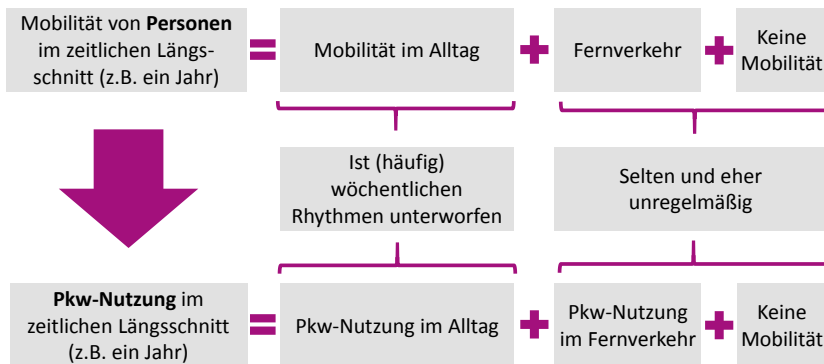 Mobilität von Personen
im zeitlichen Längs-
schnitt (z.B. ein Jahr)
=
Mobilität im Alltag
+
Fernverkehr
+
Keine
Mobilität
Ist (häufig)
wöchentlichen
Rhythmen unterworfen
Selten und eher
unregelmäßig
Pkw-Nutzung im
zeitlichen Längsschnitt
(z.B. ein Jahr)
=
Pkw-Nutzung im Alltag
+
Pkw-Nutzung
im Fernverkehr
+
Keine
Mobilität